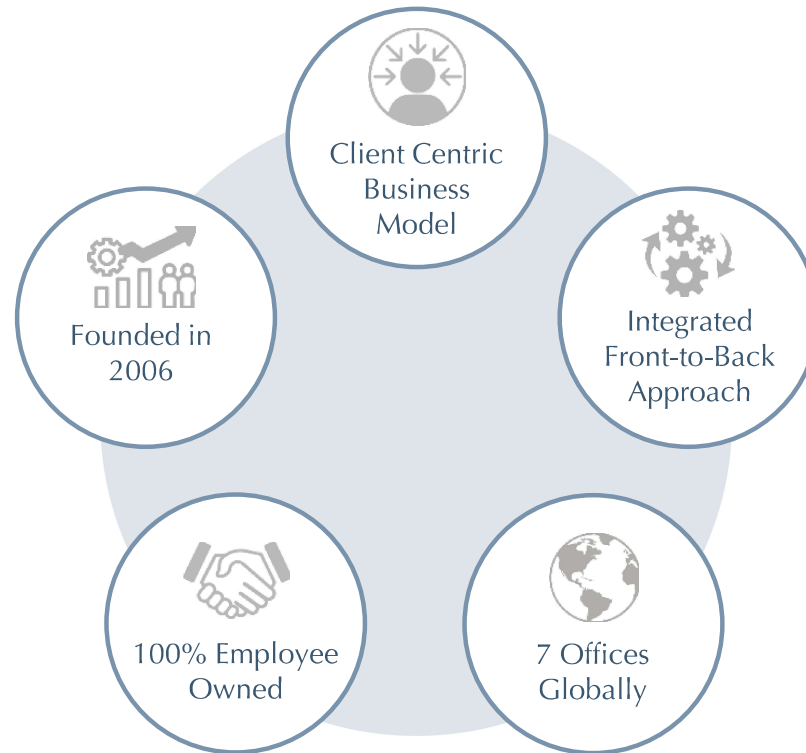 Client Centric
Business
Model
Founded in
2006
Integrated
Front-to-Back
Approach
100% Employee
Owned
7 Offices
Globally